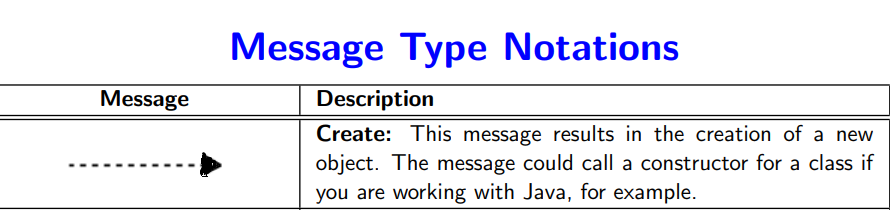 Message Type Notations
Message
Description
Create: This message results in the creation of a new
object. The message could call a constructor for a class if
you are working with Java, for example.